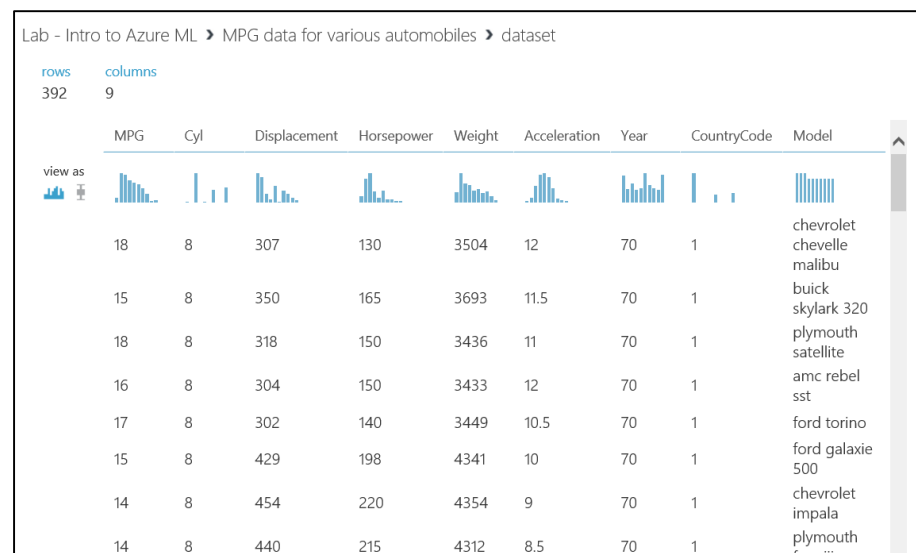 Lab - Intro to Azure ML > MPG data for various automobiles > dataset
rows columns
392 9
MPG Cyl Displacement Horsepower Weight Acceleration Year CountryCode Model
view as
18 8 307 130 3504 12 70 1 chevrolet chevelle malibu
15 8 350 165 3693 11.5 70 1 buick skylark 320
18 8 318 150 3436 11 70 1 plymouth satellite
16 8 304 150 3433 12 70 1 amc rebel sst
17 8 302 140 3449 10.5 70 1 ford torino
15 8 429 198 4341 10 70 1 ford galaxie 500
14 8 454 220 4354 9 70 1 chevrolet impala
14 8 440 215 4312 8.5 70 1 plymouth